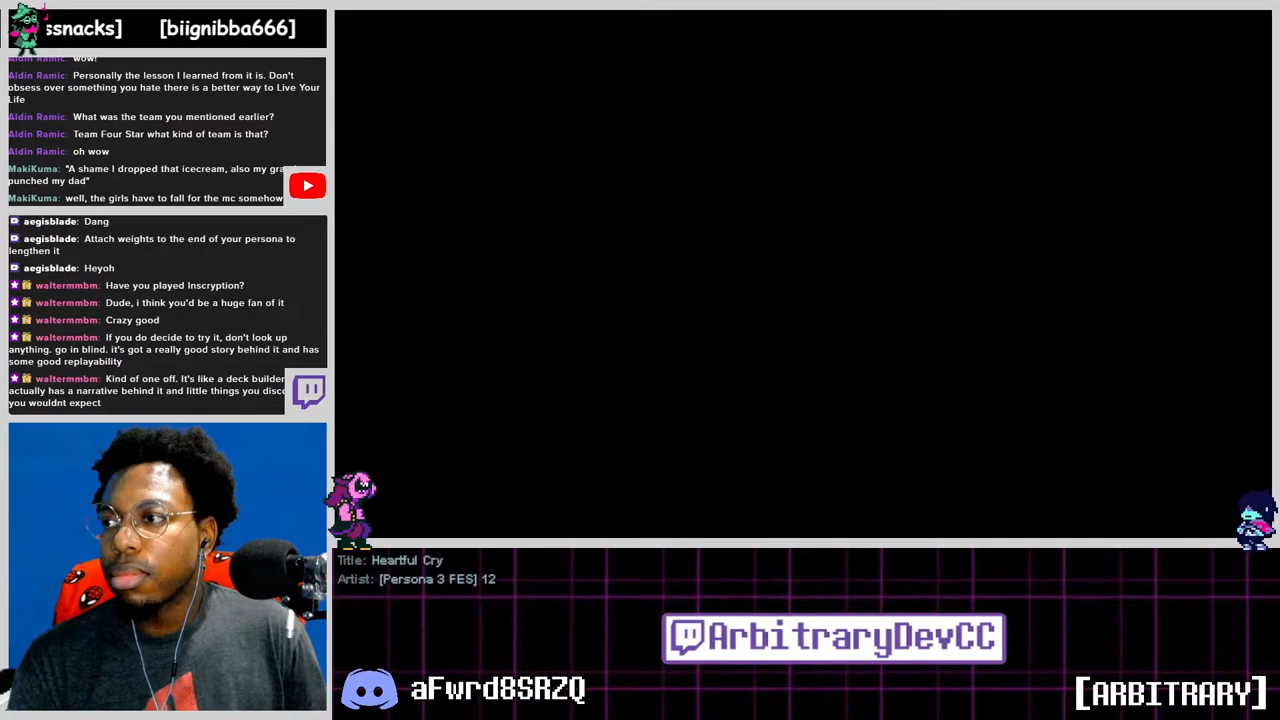 ssnacks] [biignibba666]
Aldin Ramic: wow!
Aldin Ramic: Personally the lesson I learned from it is. Don't
obsess over something you hate there is a better way to Live Your
Life
Aldin Ramic: What was the team you mentioned earlier?
Aldin Ramic: Team Four Star what kind of team is that?
Aldin Ramic: oh wow
MakiKuma: "A shame I dropped that icecream, also my
punched my dad"
MakiKuma: well, the girls have to fall for the mc somehow
aegisblade: Dang
aegisblade: Attach weights to the end of your persona to
lengthen it
aegisblade: Heyoh
waltermmbm: Have you played Inscryption?
waltermmbm: Dude, i think you'd be a huge fan of it
waltermmbm: Crazy good
waltermmbm: If you do decide to try it, don't look up
anything. go in blind. it's got a really good story behind it and has
some good replayability
waltermmbm: Kind of one off. It's like a deck builder
actually has a narrative behind it and little things you
you wouldnt expect
Title: Heartful Cry
Artist: [Persona 3 FES] 12
ArbitraryDevCC
aFwrd8SRZQ
[ARBITRARY]